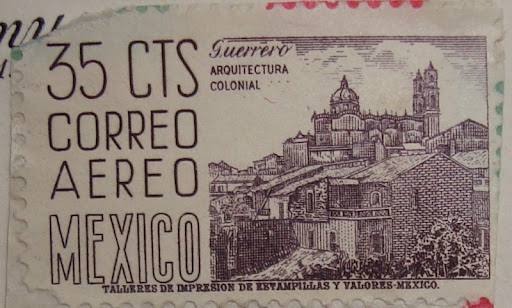 35 CTS
CORREO
AEREO
MEXICO
Guerrero
ARQUITECTURA
COLONIAL
TALLERES DE IMPRESION DE ESTAMPILLAS Y VALORES-MEXICO.